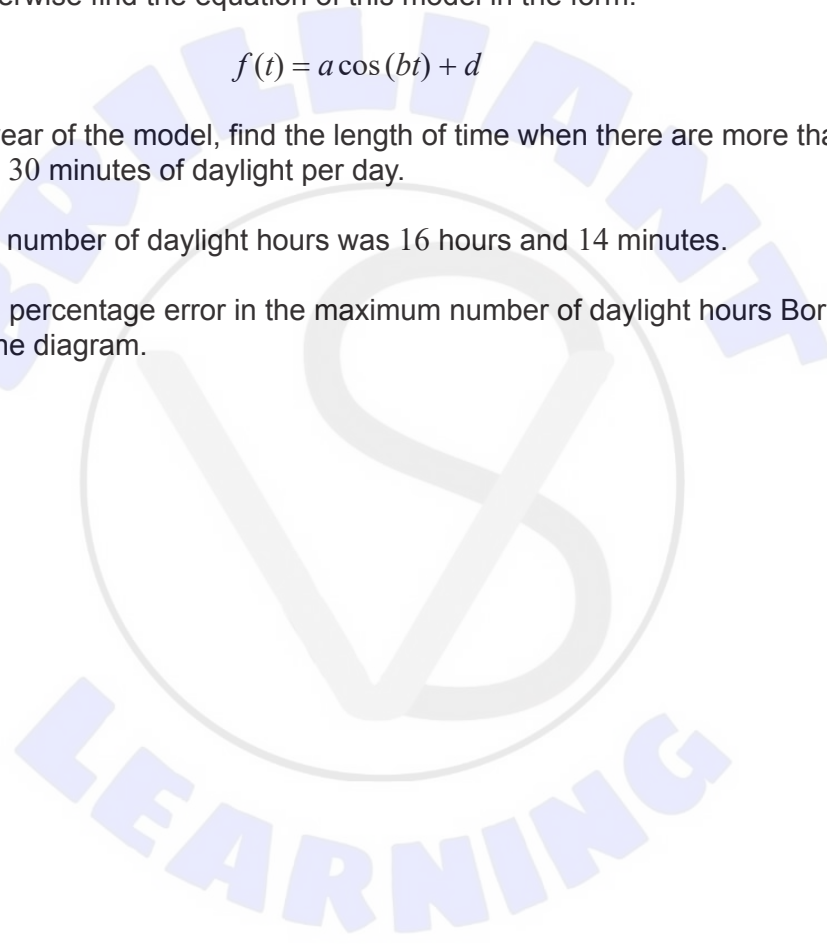 erwise find the equation of this model in the form:
f(t) = a cos (bt) + d
ear of the model, find the length of time when there are more tha
30 minutes of daylight per day.
number of daylight hours was 16 hours and 14 minutes.
percentage error in the maximum number of daylight hours Bor
he diagram.
BRILLIANT
VS
LEARNING